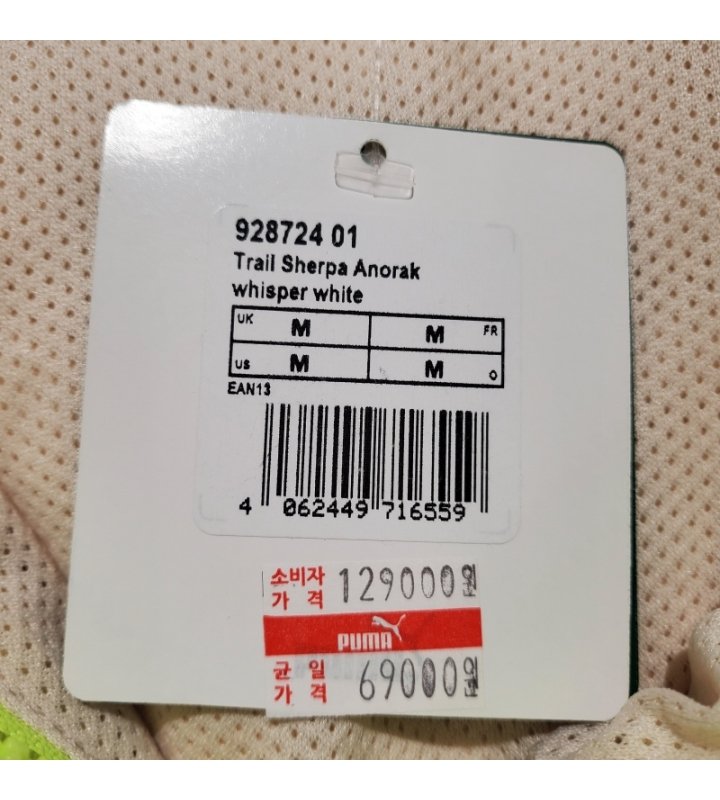 928724 01
Trail Sherpa Anorak
whisper white
UK M M FR
US M M O
EAN13
4 062449 716559
소비자 가격 129000원
PUMA
균일 가격 69000원